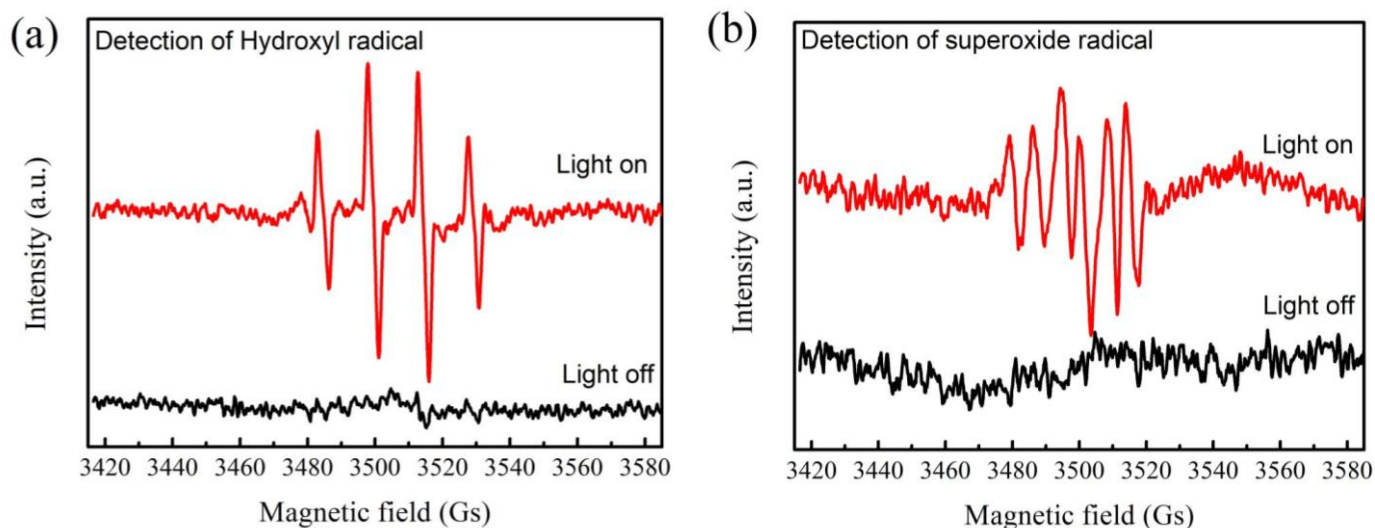 (a)
Detection of Hydroxyl radical
Intensity (a.u.)
Light on
Light off
3420 3440 3460 3480 3500 3520 3540 3560 3580
Magnetic field (Gs)
(b)
Detection of superoxide radical
Intensity (a.u.)
Light on
Light off
3420 3440 3460 3480 3500 3520 3540 3560 3580
Magnetic field (Gs)